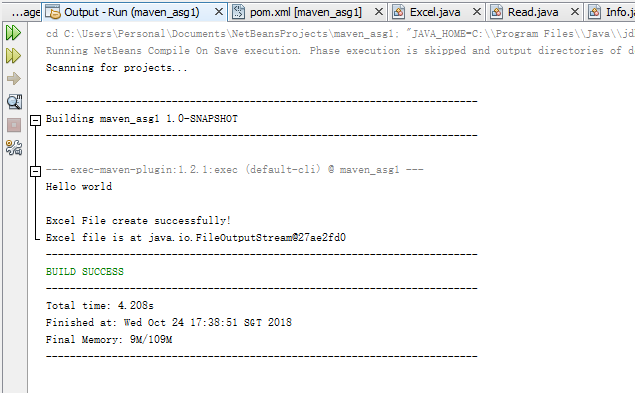 ...age Output - Run (maven_asg1) pom.xml [maven_asg1] Excel.java Read.java Info.ja
cd C:\Users\Personal\Documents\NetBeansProjects\maven_asg1; "JAVA_HOME=C:\\Program Files\\Java\\jd
Running NetBeans Compile On Save execution. Phase execution is skipped and output directories of d
Scanning for projects...
------------------------------------------------------------------------
Building maven_asg1 1.0-SNAPSHOT
------------------------------------------------------------------------
--- exec-maven-plugin:1.2.1:exec (default-cli) @ maven_asg1 ---
Hello world
Excel File create successfully!
Excel file is at java.io.FileOutputStream@27ae2fd0
------------------------------------------------------------------------
BUILD SUCCESS
------------------------------------------------------------------------
Total time: 4.208s
Finished at: Wed Oct 24 17:38:51 SGT 2018
Final Memory: 9M/109M
------------------------------------------------------------------------